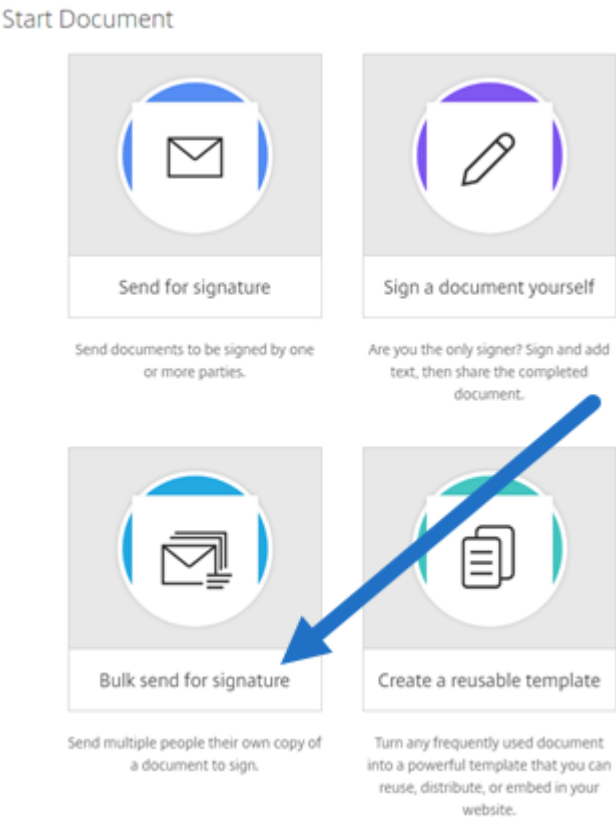 Start Document
Send for signature
Send documents to be signed by one
or more parties.
Sign a document yourself
Are you the only signer? Sign and add
text, then share the completed
document.
Bulk send for signature
Send multiple people their own copy of
a document to sign.
Create a reusable template
Turn any frequently used document
into a powerful template that you can
reuse, distribute, or embed in your
website.